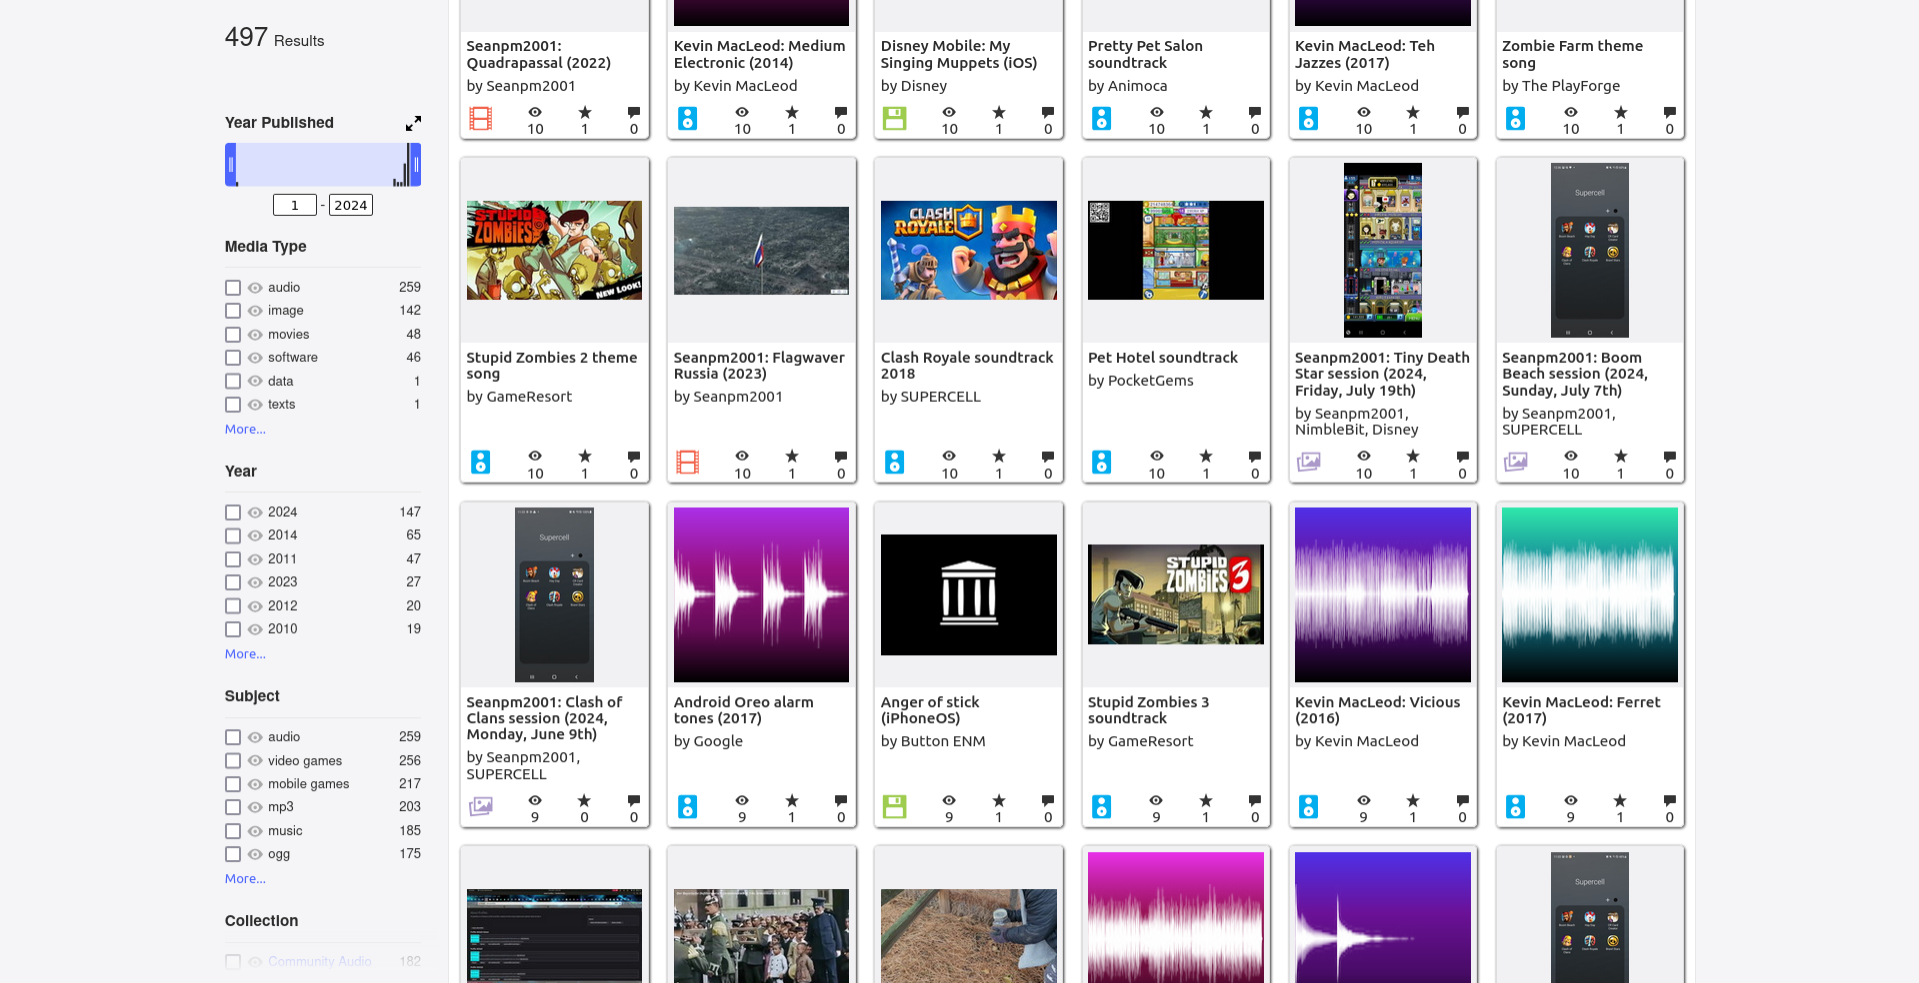 497 Results
Year Published
1 - 2024
Media Type
audio 259
image 142
movies 48
software 46
data 1
texts 1
More...
Year
2024 147
2014 65
2011 47
2023 27
2012 20
2010 19
More...
Subject
audio 259
video games 256
mobile games 217
mp3 203
music 185
ogg 175
More...
Collection
Community Audio 182
Seanpm2001:
Quadrapassal (2022)
by Seanpm2001
10 1 0
Kevin MacLeod: Medium
Electronic (2014)
by Kevin MacLeod
10 1 0
Disney Mobile: My
Singing Muppets (iOS)
by Disney
10 1 0
Pretty Pet Salon
soundtrack
by Animoca
10 1 0
Kevin MacLeod: Teh
Jazzes (2017)
by Kevin MacLeod
10 1 0
Zombie Farm theme
song
by The PlayForge
10 1 0
STUPID
ZOMBIES
NEW LOOK!
Stupid Zombies 2 theme
song
by GameResort
10 1 0
Seanpm2001: Flagwaver
Russia (2023)
by Seanpm2001
10 1 0
CLASH
ROYALE
Clash Royale soundtrack
2018
by SUPERCELL
10 1 0
Pet Hotel soundtrack
by PocketGems
10 1 0
Seanpm2001: Tiny Death
Star session (2024,
Friday, July 19th)
by Seanpm2001,
NimbleBit, Disney
10 1 0
Supercell
Seanpm2001: Boom
Beach session (2024,
Sunday, July 7th)
by Seanpm2001,
SUPERCELL
10 1 0
Supercell
Seanpm2001: Clash of
Clans session (2024,
Monday, June 9th)
by Seanpm2001,
SUPERCELL
9 0 0
Android Oreo alarm
tones (2017)
by Google
9 1 0
Anger of stick
(iPhoneOS)
by Button ENM
9 1 0
STUPID
ZOMBIES 3
Stupid Zombies 3
soundtrack
by GameResort
9 1 0
Kevin MacLeod: Vicious
(2016)
by Kevin MacLeod
9 1 0
Kevin MacLeod: Ferret
(2017)
by Kevin MacLeod
9 1 0
Supercell